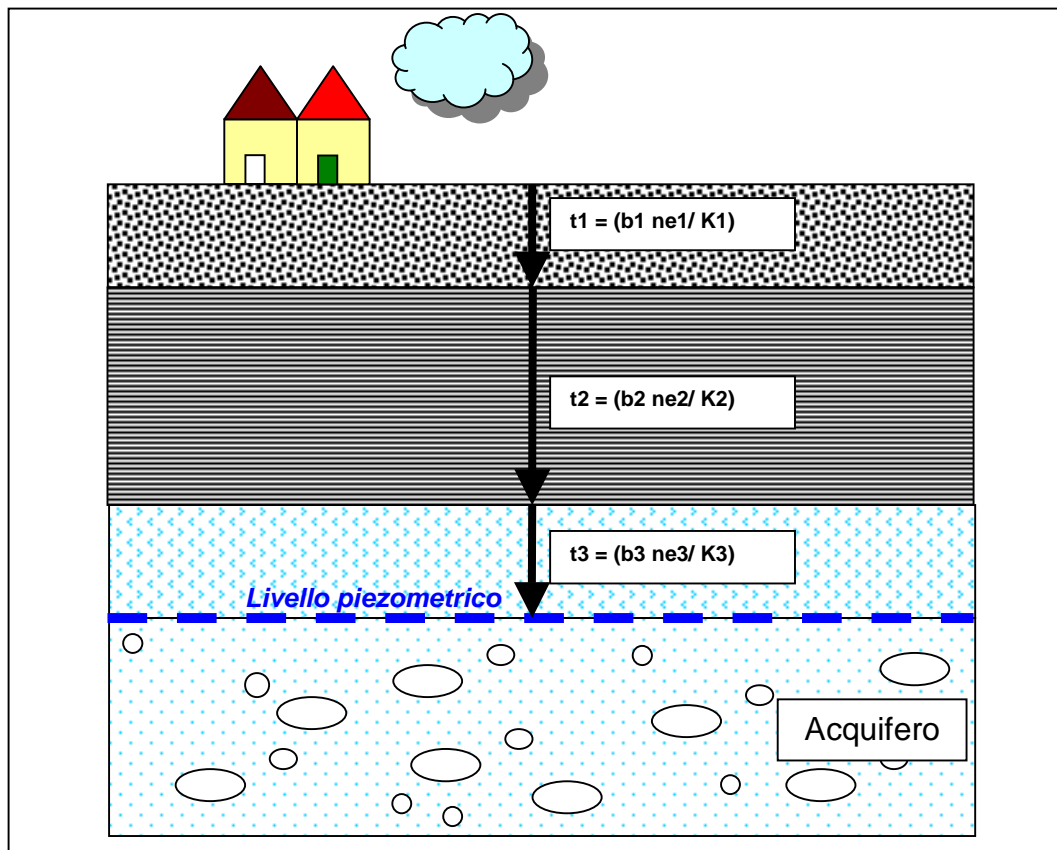 t1 = (b1 ne1/ K1)
t2 = (b2 ne2/ K2)
t3 = (b3 ne3/ K3)
Livello piezometrico
Acquifero